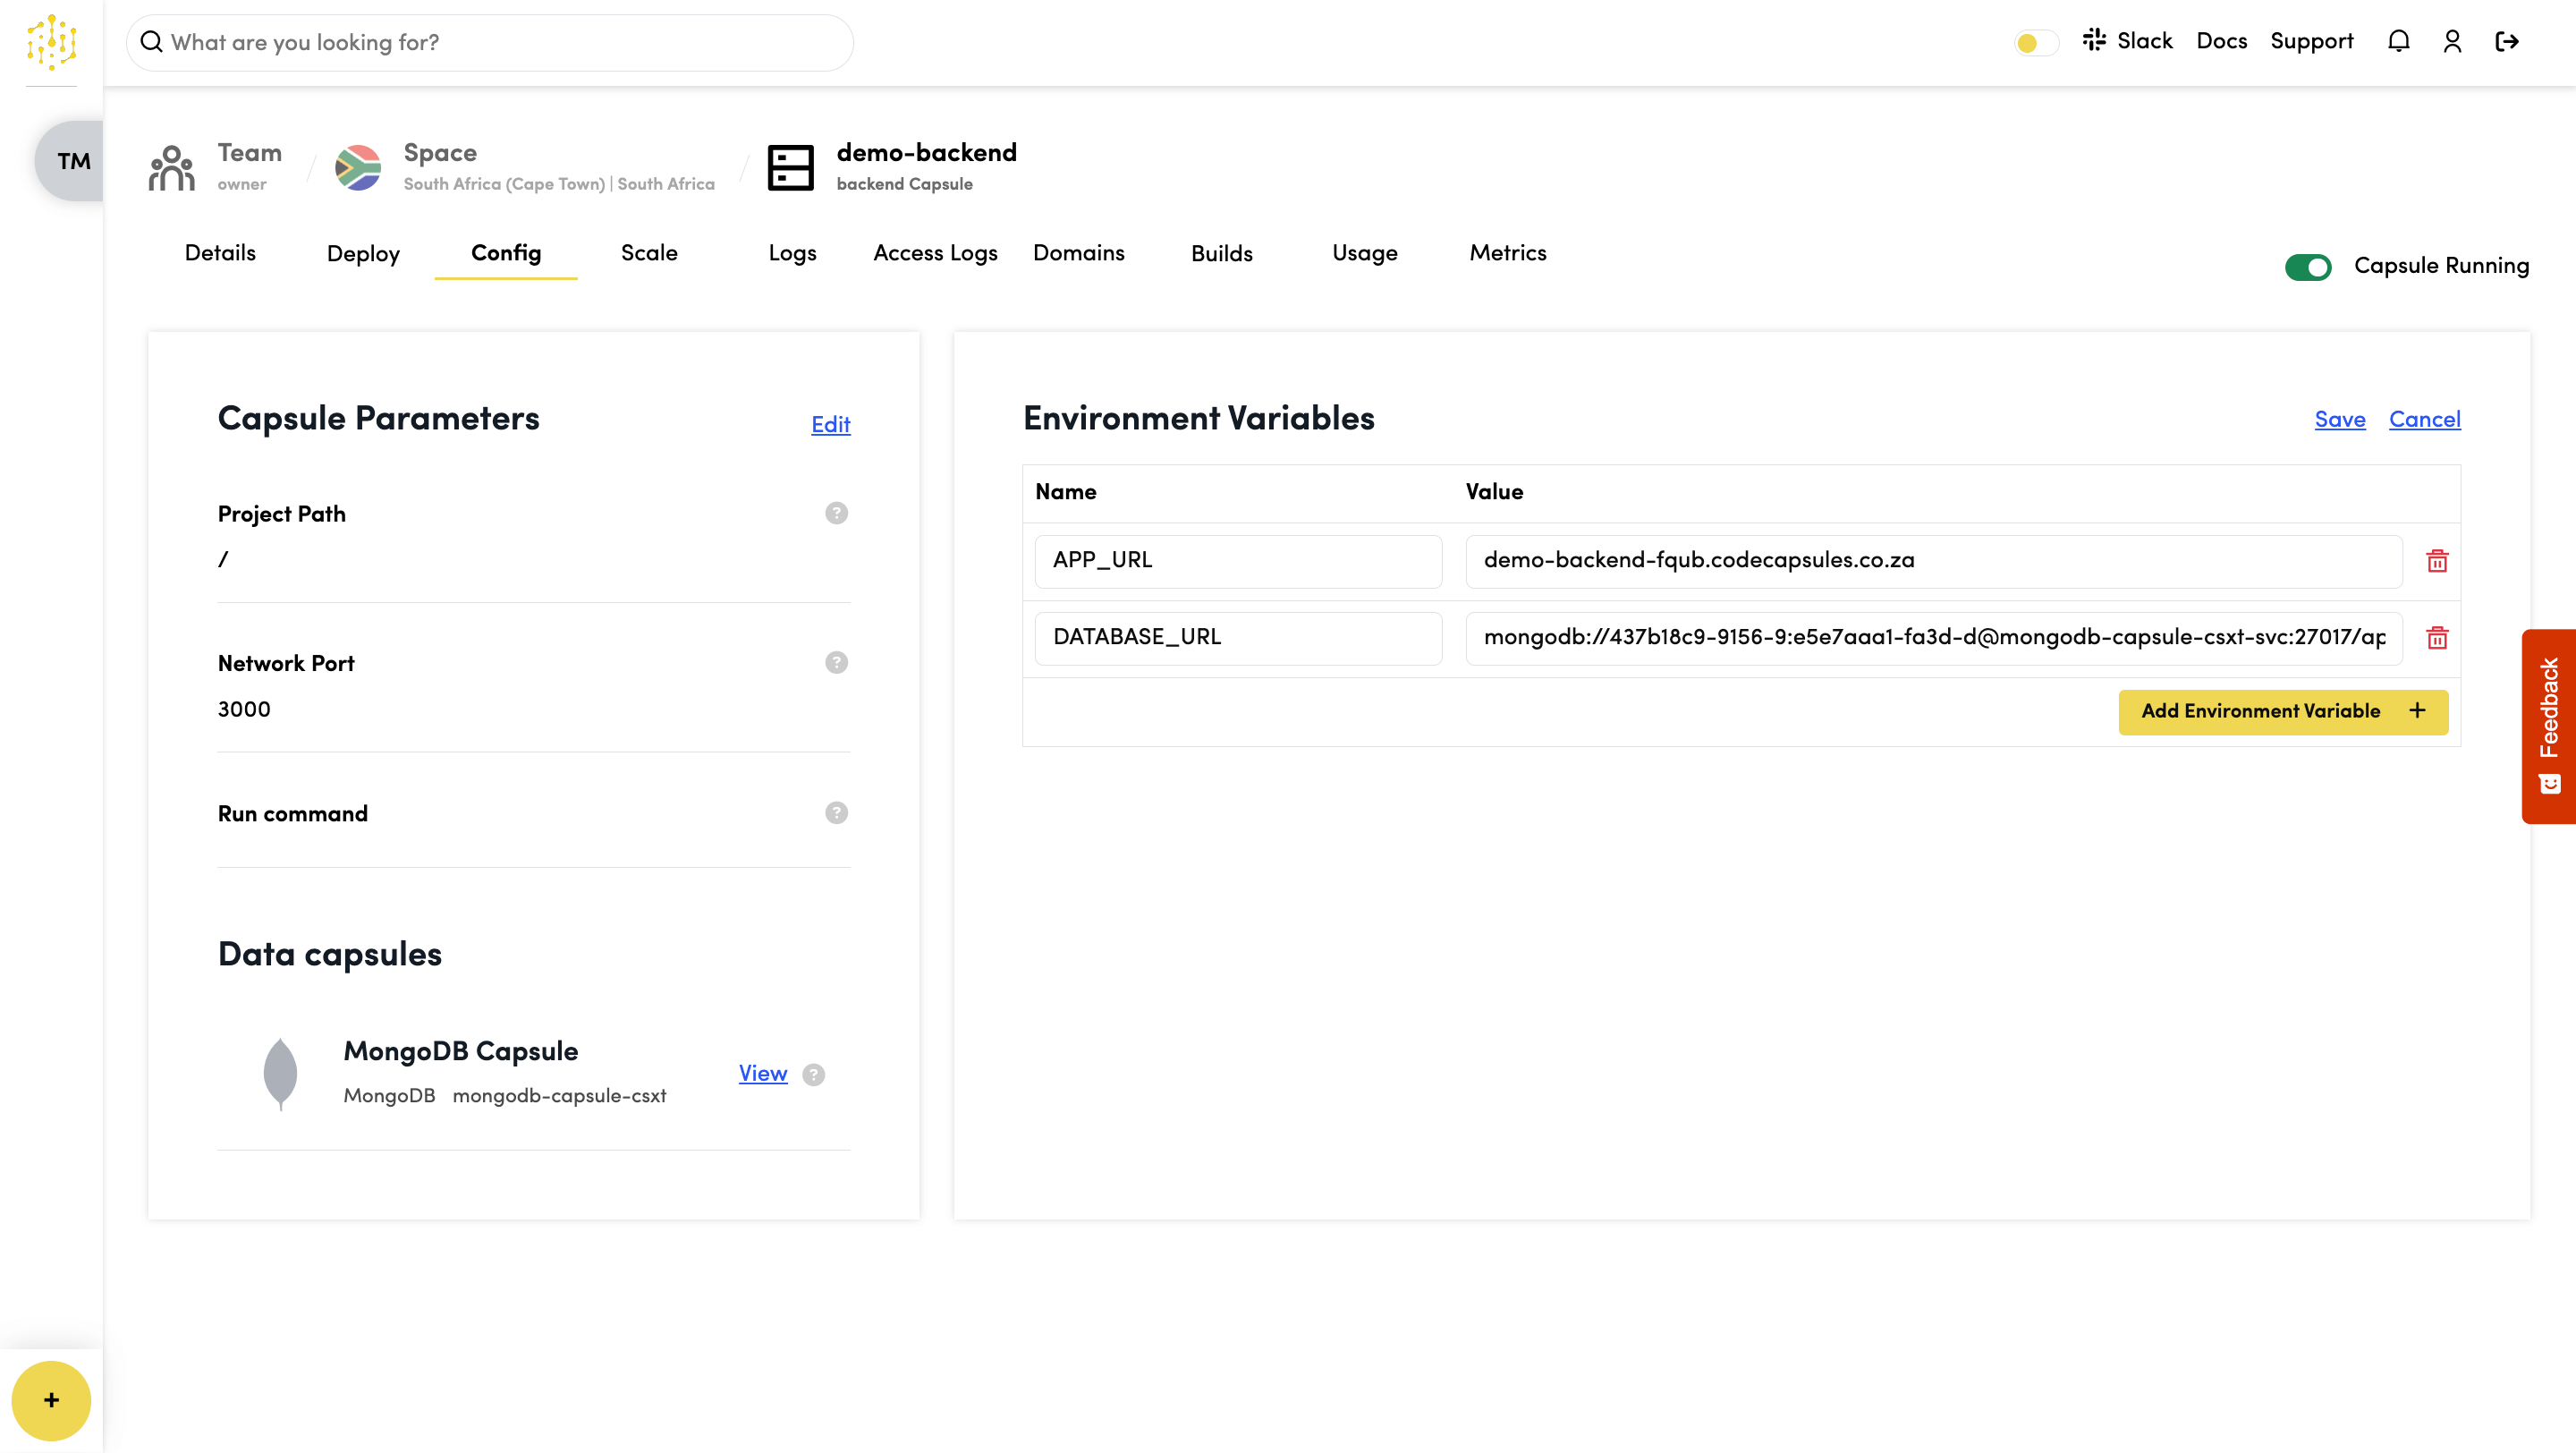 What are you looking for?
Slack Docs Support
TM
Team
owner
Space
South Africa (Cape Town) | South Africa
demo-backend
backend Capsule
Details Deploy Config Scale Logs Access Logs Domains Builds Usage Metrics
Capsule Running
Capsule Parameters
Edit
Project Path
?
/
Network Port
?
3000
Run command
?
Data capsules
MongoDB Capsule
MongoDB mongodb-capsule-csxt
View ?
Environment Variables
Save Cancel
Name Value
APP_URL demo-backend-fqub.codecapsules.co.za
DATABASE_URL mongodb://437b18c9-9156-9:e5e7aaa1-fa3d-d@mongodb-capsule-csxt-svc:27017/ap
Add Environment Variable +
Feedback
+